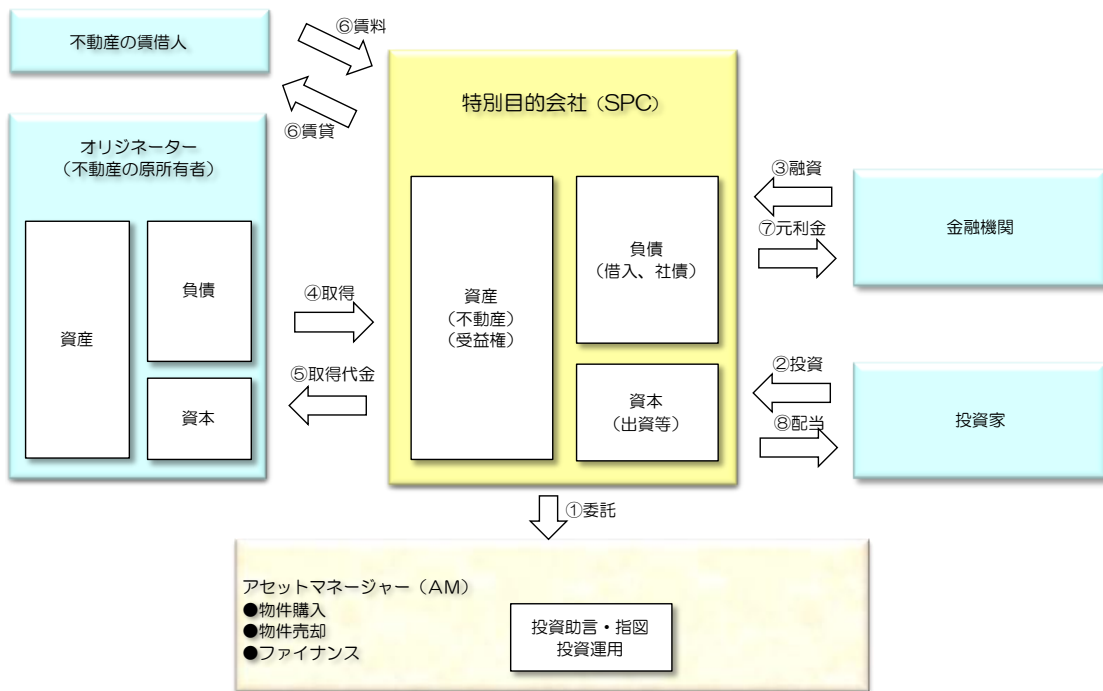 不動産の賃借人
⑥賃料
⑥賃貸
オリジネーター
（不動産の原所有者）
資産
負債
資本
④取得
⑤取得代金
特別目的会社（SPC）
資産
（不動産）
（受益権）
負債
（借入、社債）
資本
（出資等）
③融資
⑦元利金
金融機関
②投資
⑧配当
投資家
①委託
アセットマネージャー（AM）
●物件購入
●物件売却
●ファイナンス
投資助言・指図
投資運用